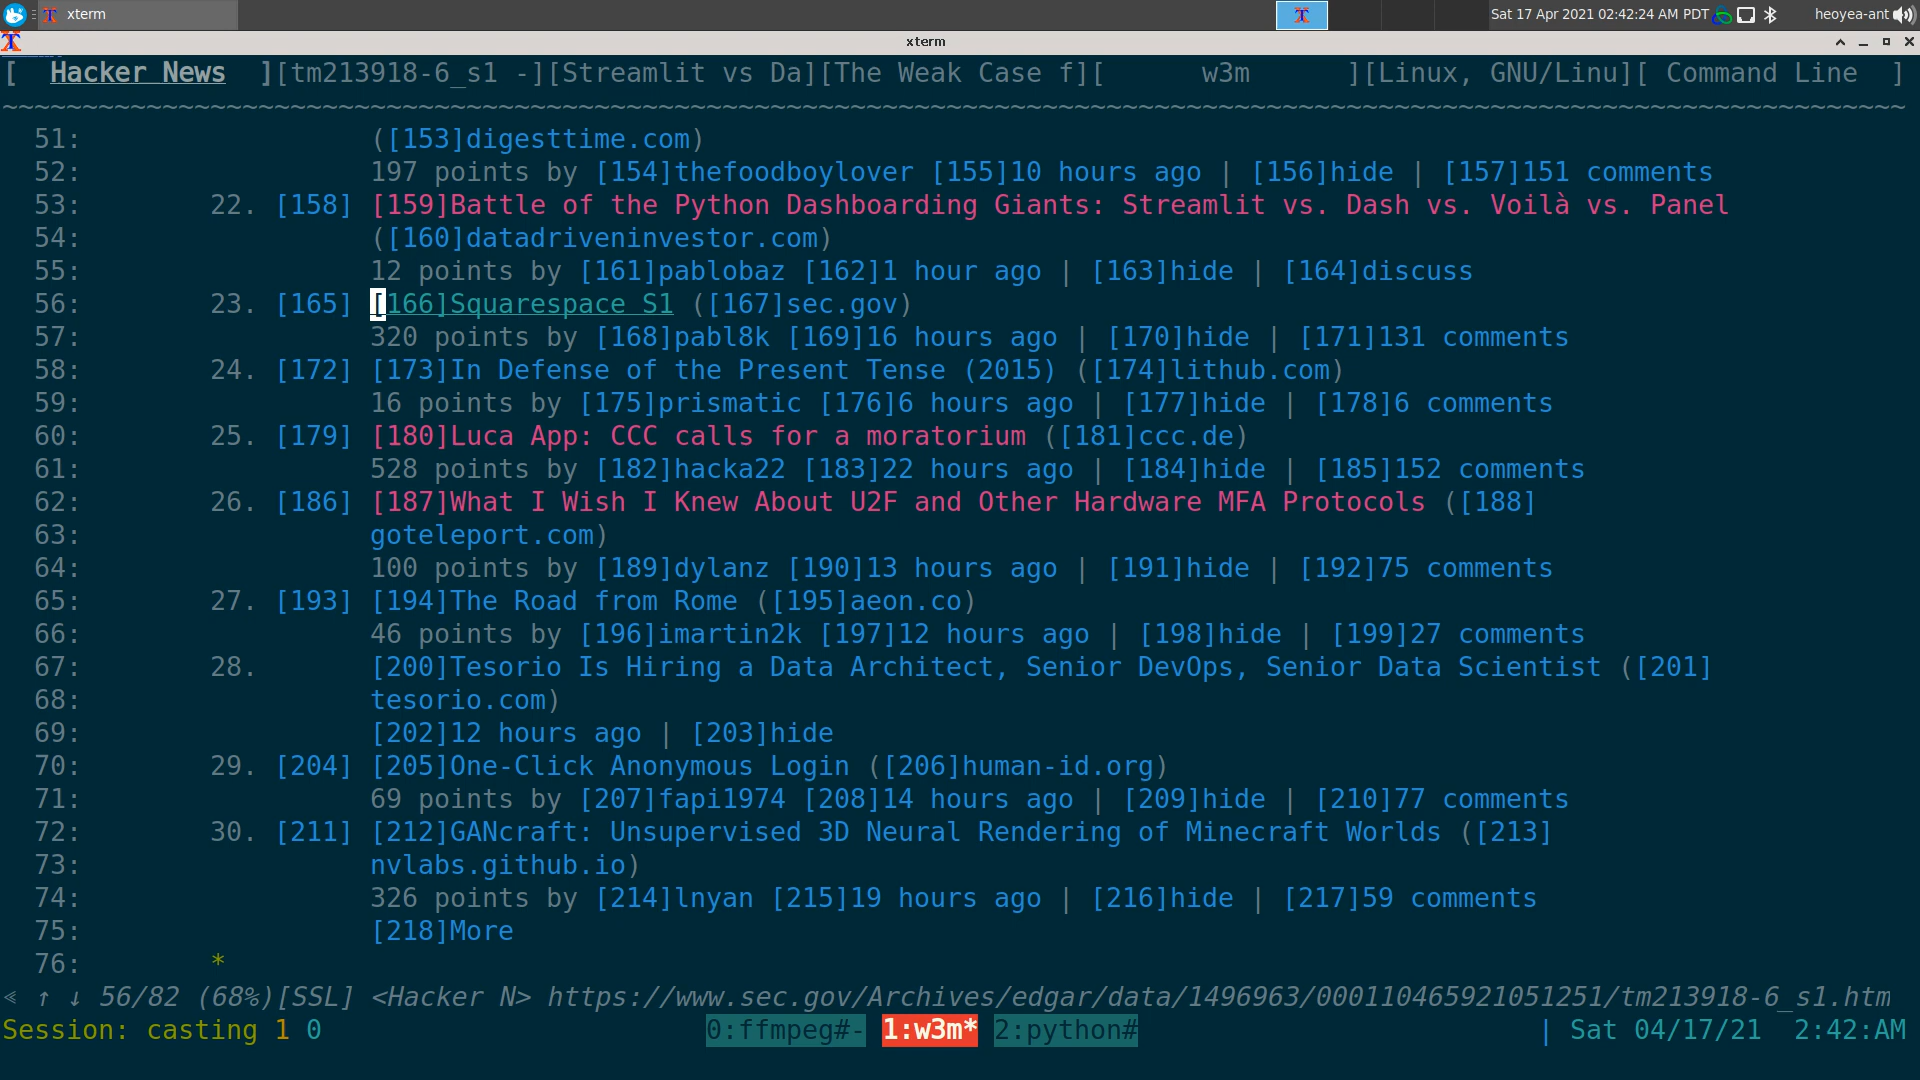 xterm
Sat 17 Apr 2021 02:42:24 AM PDT
heoyea-ant
xterm
[  Hacker News  ][tm213918-6_s1 -][Streamlit vs Da][The Weak Case f][      w3m      ][Linux, GNU/Linu][ Command Line  ]
~~~~~~~~~~~~~~~~~~~~~~~~~~~~~~~~~~~~~~~~~~~~~~~~~~~~~~~~~~~~~~~~~~~~~~~~~~~~~~~~~~~~~~~~~~~~~~~~~~~~~~~~~~~~~~~~~~~~~~~
51: ([153]digesttime.com)
52: 197 points by [154]thefoodboylover [155]10 hours ago | [156]hide | [157]151 comments
53: 22. [158] [159]Battle of the Python Dashboarding Giants: Streamlit vs. Dash vs. Voilà vs. Panel
54: ([160]datadriveninvestor.com)
55: 12 points by [161]pablobaz [162]1 hour ago | [163]hide | [164]discuss
56: 23. [165] [166]Squarespace S1 ([167]sec.gov)
57: 320 points by [168]pabl8k [169]16 hours ago | [170]hide | [171]131 comments
58: 24. [172] [173]In Defense of the Present Tense (2015) ([174]lithub.com)
59: 16 points by [175]prismatic [176]6 hours ago | [177]hide | [178]6 comments
60: 25. [179] [180]Luca App: CCC calls for a moratorium ([181]ccc.de)
61: 528 points by [182]hacka22 [183]22 hours ago | [184]hide | [185]152 comments
62: 26. [186] [187]What I Wish I Knew About U2F and Other Hardware MFA Protocols ([188]
63: goteleport.com)
64: 100 points by [189]dylanz [190]13 hours ago | [191]hide | [192]75 comments
65: 27. [193] [194]The Road from Rome ([195]aeon.co)
66: 46 points by [196]imartin2k [197]12 hours ago | [198]hide | [199]27 comments
67: 28. [200]Tesorio Is Hiring a Data Architect, Senior DevOps, Senior Data Scientist ([201]
68: tesorio.com)
69: [202]12 hours ago | [203]hide
70: 29. [204] [205]One-Click Anonymous Login ([206]human-id.org)
71: 69 points by [207]fapi1974 [208]14 hours ago | [209]hide | [210]77 comments
72: 30. [211] [212]GANcraft: Unsupervised 3D Neural Rendering of Minecraft Worlds ([213]
73: nvlabs.github.io)
74: 326 points by [214]lnyan [215]19 hours ago | [216]hide | [217]59 comments
75: [218]More
76: *
⪡ ↑ ↓ 56/82 (68%)[SSL] <Hacker N> https://www.sec.gov/Archives/edgar/data/1496963/000110465921051251/tm213918-6_s1.htm
Session: casting 1 0 0:ffmpeg#- 1:w3m* 2:python# | Sat 04/17/21 2:42:AM